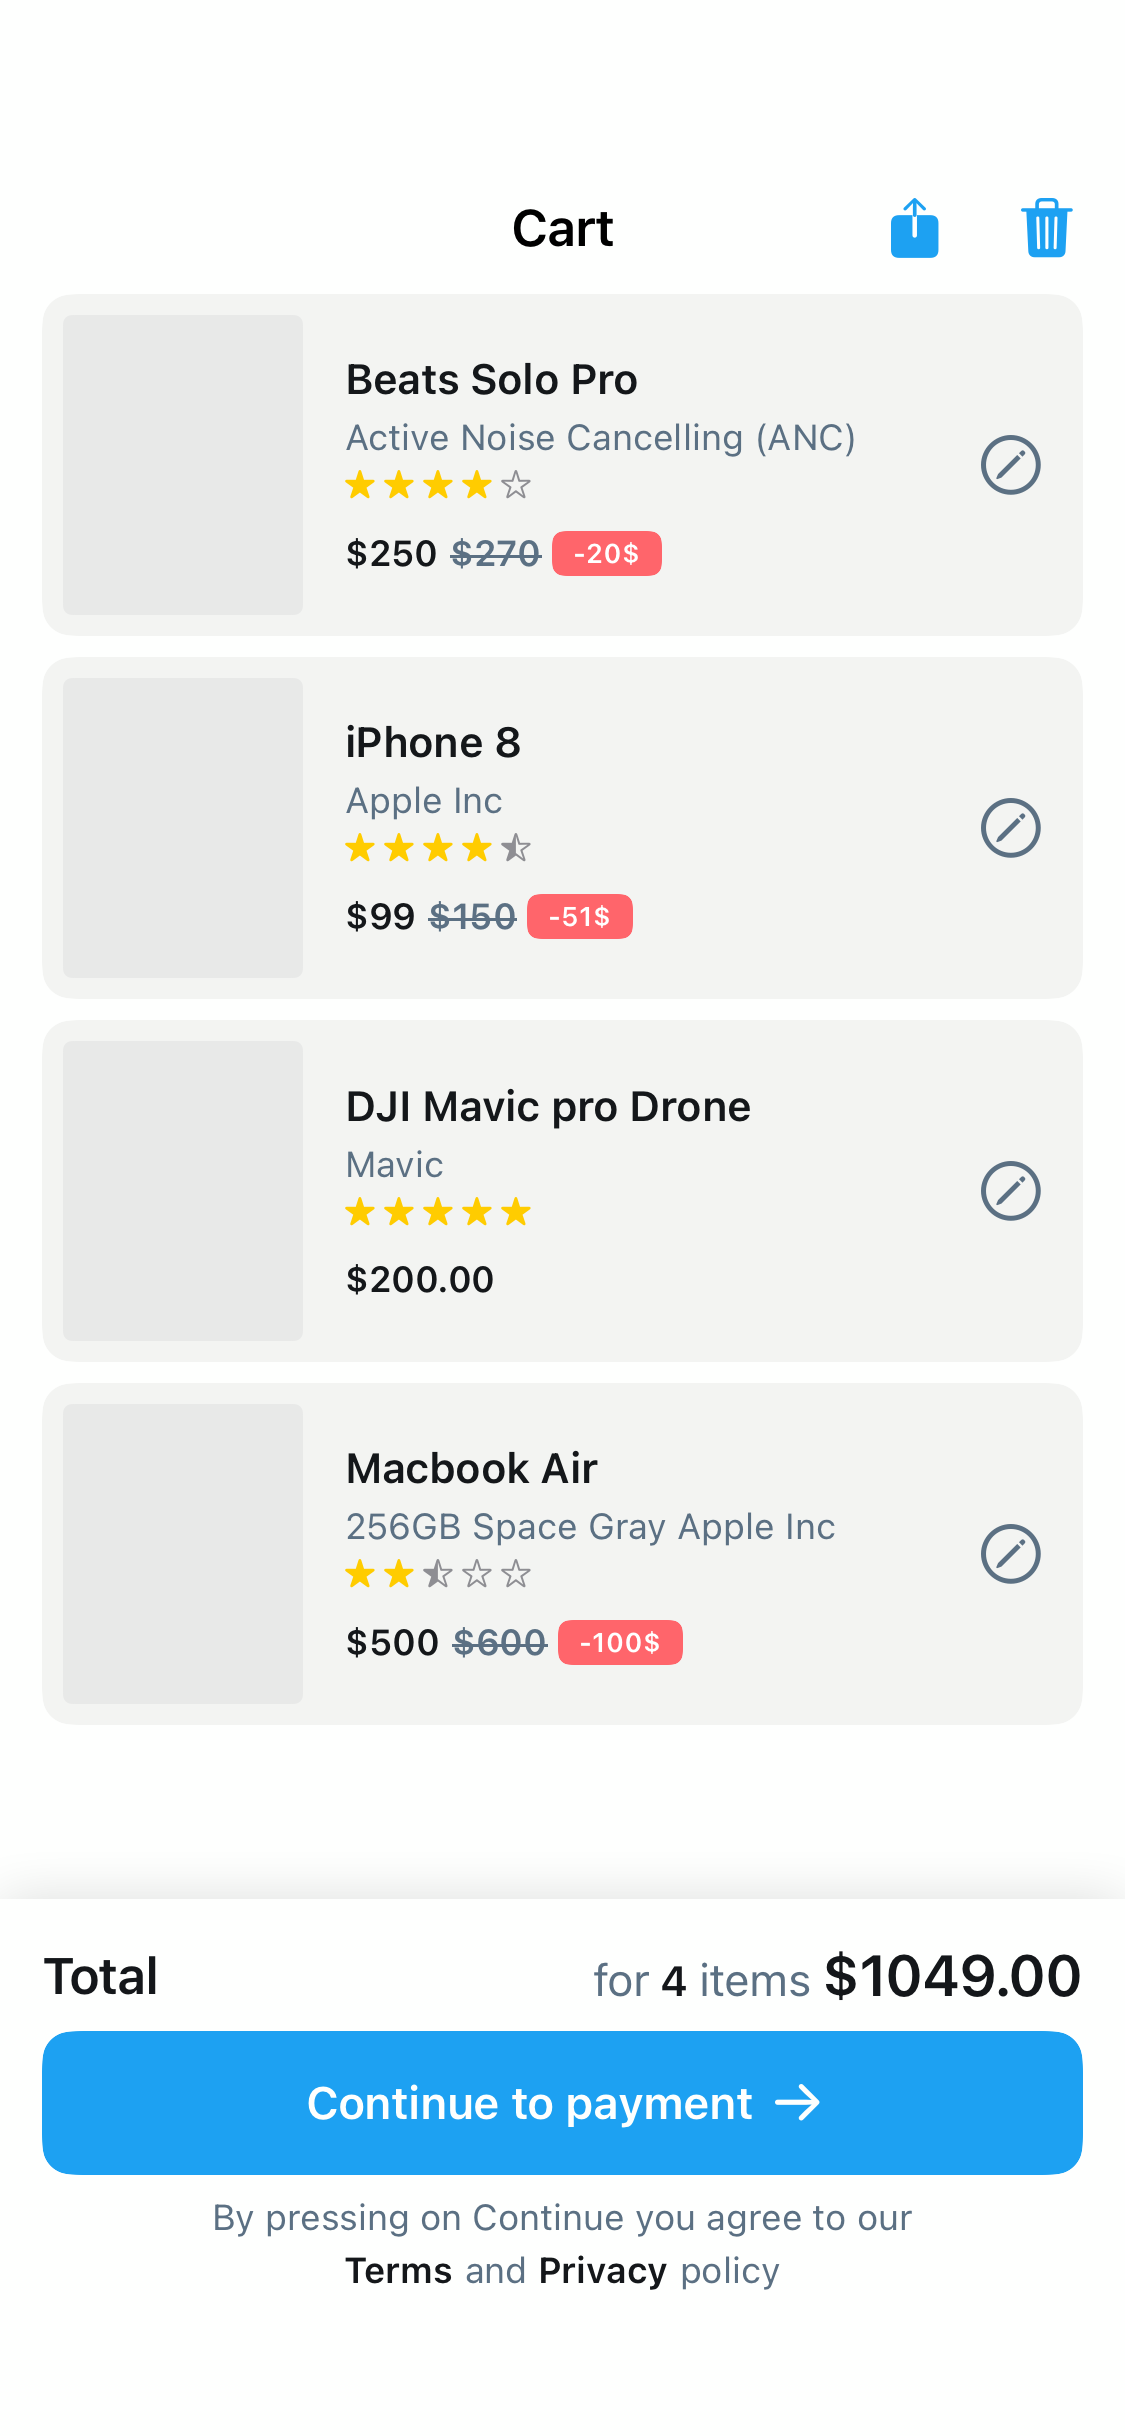 Cart
Beats Solo Pro
Active Noise Cancelling (ANC)
$250 $270 -20$
iPhone 8
Apple Inc
$99 $150 -51$
DJI Mavic pro Drone
Mavic
$200.00
Macbook Air
256GB Space Gray Apple Inc
$500 $600 -100$
Total for 4 items $1049.00
Continue to payment →
By pressing on Continue you agree to our
Terms and Privacy policy